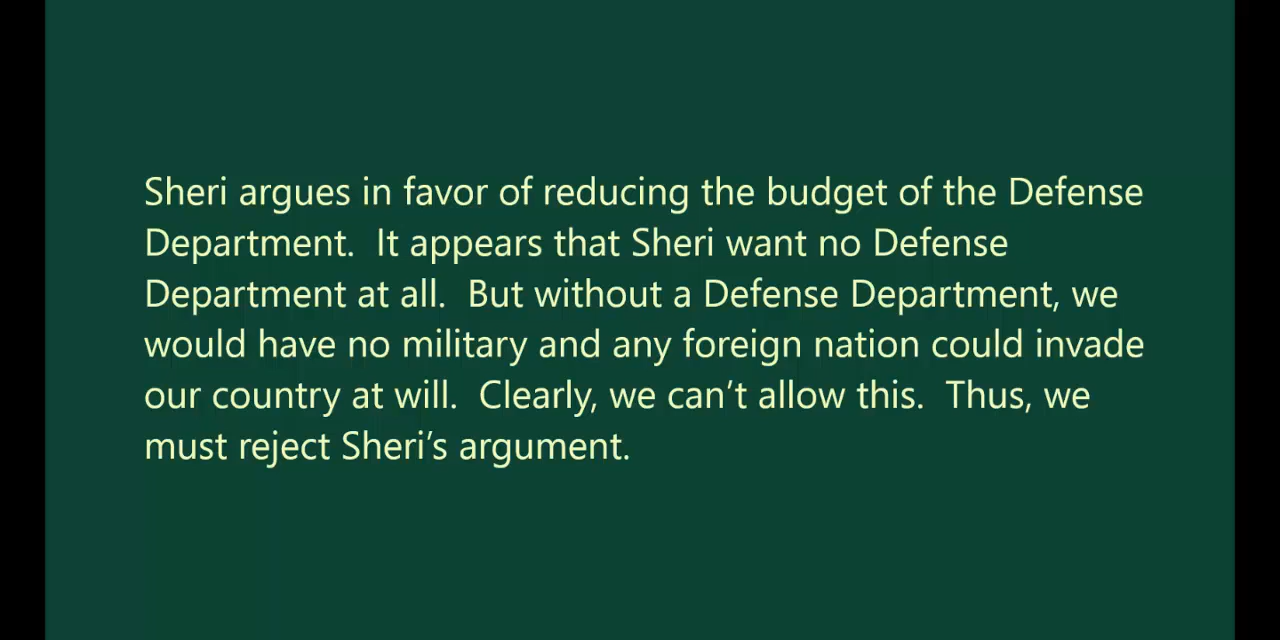 Sheri argues in favor of reducing the budget of the Defense
Department.  It appears that Sheri want no Defense
Department at all.  But without a Defense Department, we
would have no military and any foreign nation could invade
our country at will.  Clearly, we can’t allow this.  Thus, we
must reject Sheri’s argument.